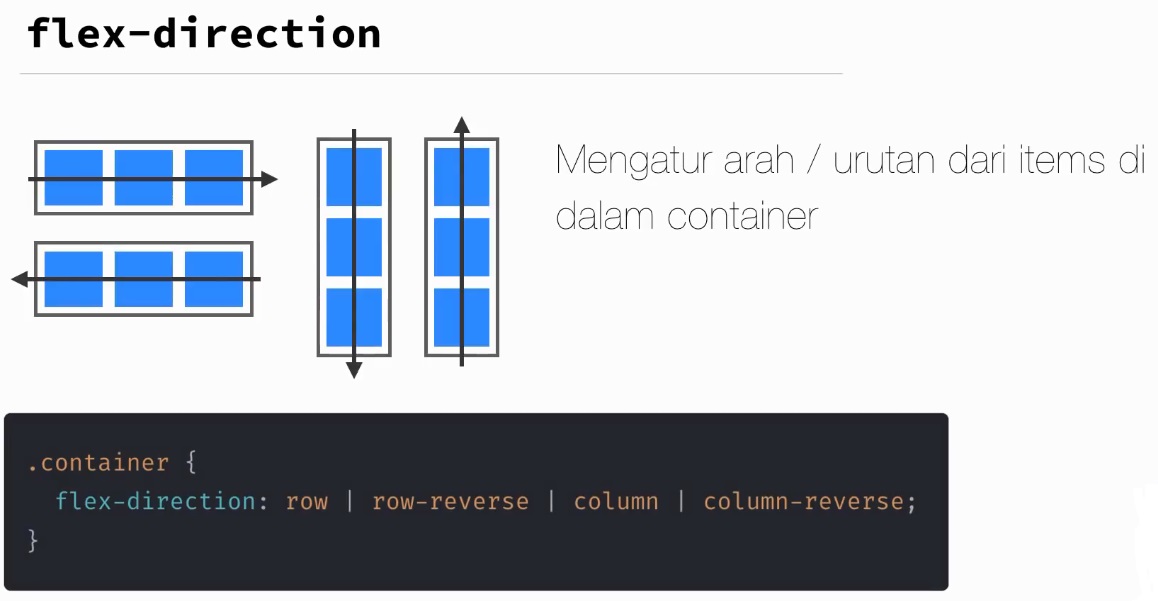 flex-direction
Mengatur arah / urutan dari items di
dalam container
.container {
  flex-direction: row | row-reverse | column | column-reverse;
}